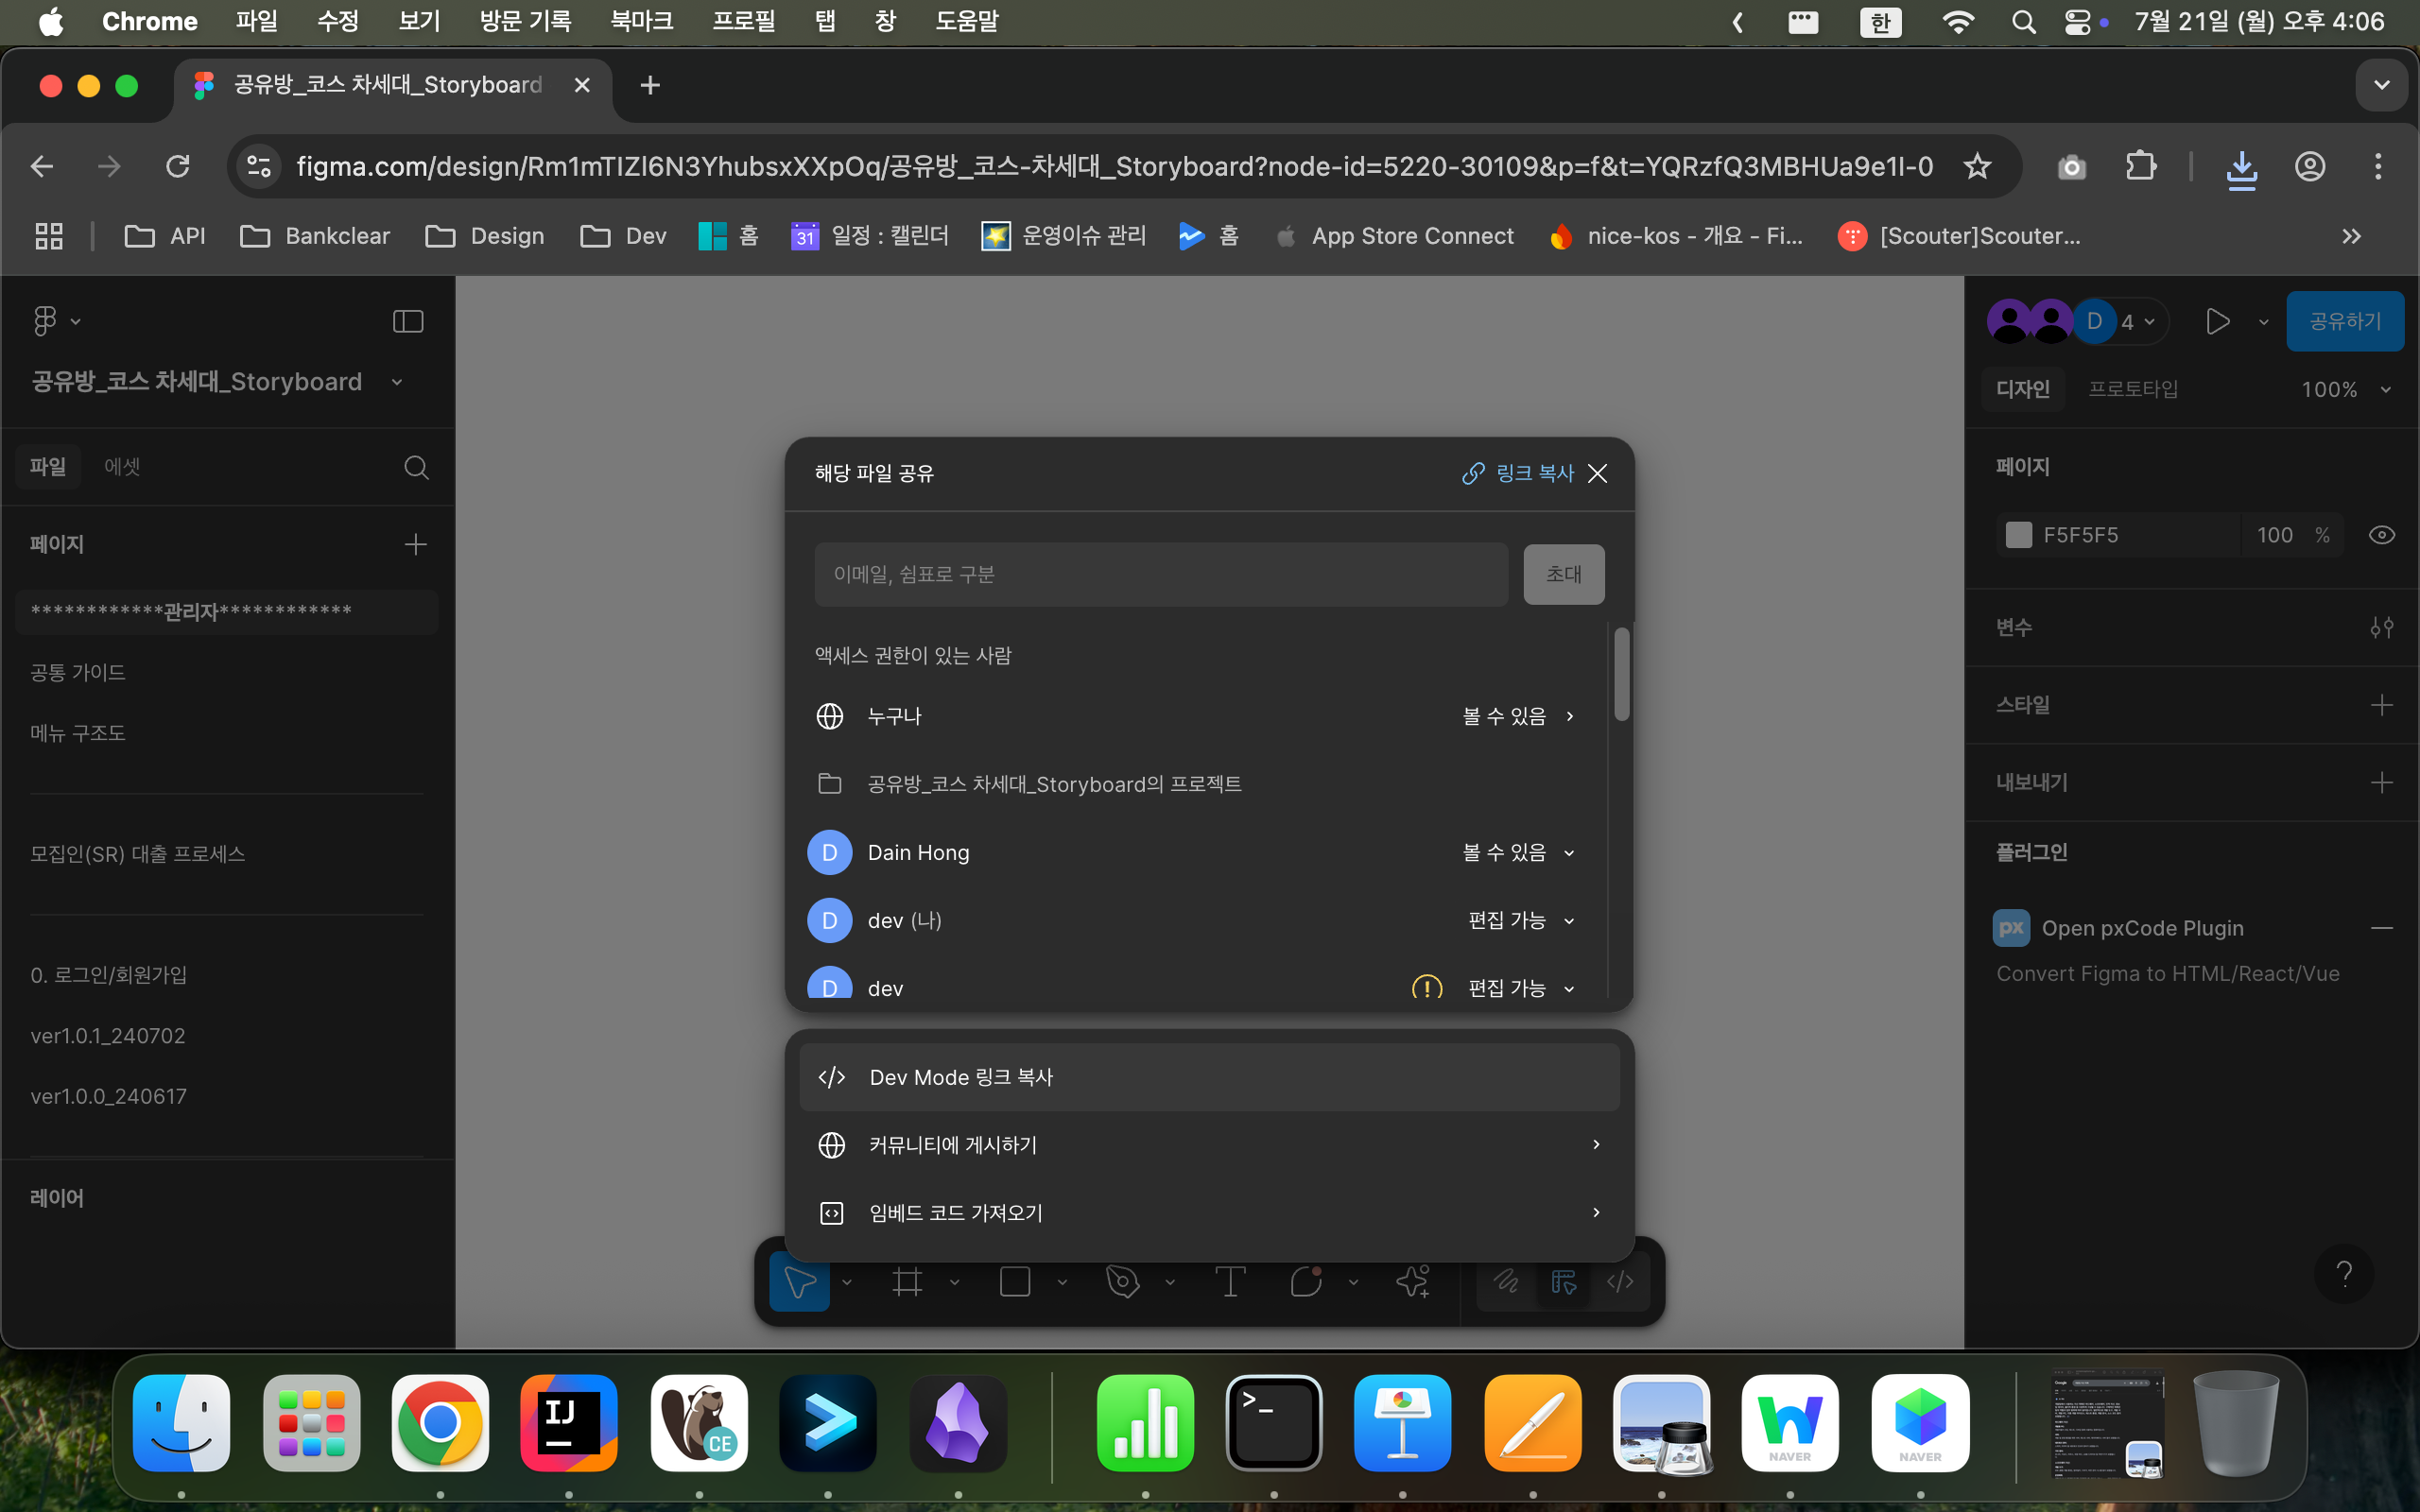 Chrome 파일 수정 보기 방문 기록 북마크 프로필 탭 창 도움말 한 7월 21일 (월) 오후 4:06
공유방_코스 차세대_Storyboard
figma.com/design/Rm1mTIZl6N3YhubsxXXpOq/공유방_코스-차세대_Storyboard?node-id=5220-30109&p=f&t=YQRzfQ3MBHUa9e1I-0
API Bankclear Design Dev 홈 31 일정 : 캘린더 운영이슈 관리 홈 App Store Connect nice-kos - 개요 - Fi... [Scouter]Scouter...
공유방_코스 차세대_Storyboard
파일 에셋
페이지
************관리자************
공통 가이드
메뉴 구조도
모집인(SR) 대출 프로세스
0. 로그인/회원가입
ver1.0.1_240702
ver1.0.0_240617
레이어
해당 파일 공유 링크 복사
이메일, 쉼표로 구분 초대
액세스 권한이 있는 사람
누구나 볼 수 있음
공유방_코스 차세대_Storyboard의 프로젝트
D Dain Hong 볼 수 있음
D dev (나) 편집 가능
D dev 편집 가능
Dev Mode 링크 복사
커뮤니티에 게시하기
임베드 코드 가져오기
D 4 공유하기
디자인 프로토타입 100%
페이지
F5F5F5 100 %
변수
스타일
내보내기
플러그인
px Open pxCode Plugin
Convert Figma to HTML/React/Vue
?
IJ CE NAVER NAVER